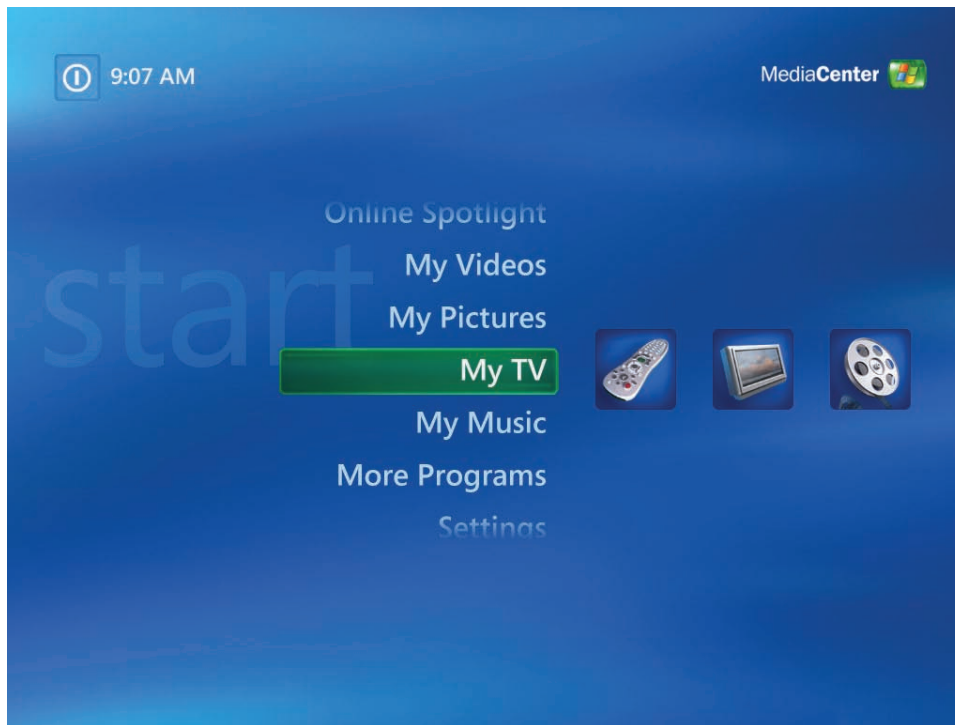 9:07 AM
MediaCenter
start
Online Spotlight
My Videos
My Pictures
My TV
My Music
More Programs
Settings